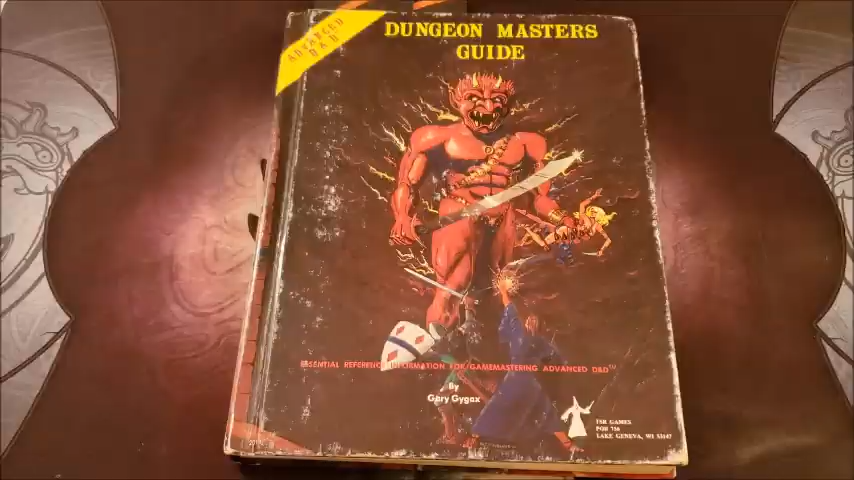 ADVANCED
D&D
DUNGEON MASTERS
GUIDE
ESSENTIAL REFERENCE INFORMATION FOR GAMEMASTERING ADVANCED D&D™
By
Gary Gygax
TSR GAMES
POB 756
LAKE GENEVA, WI 53147